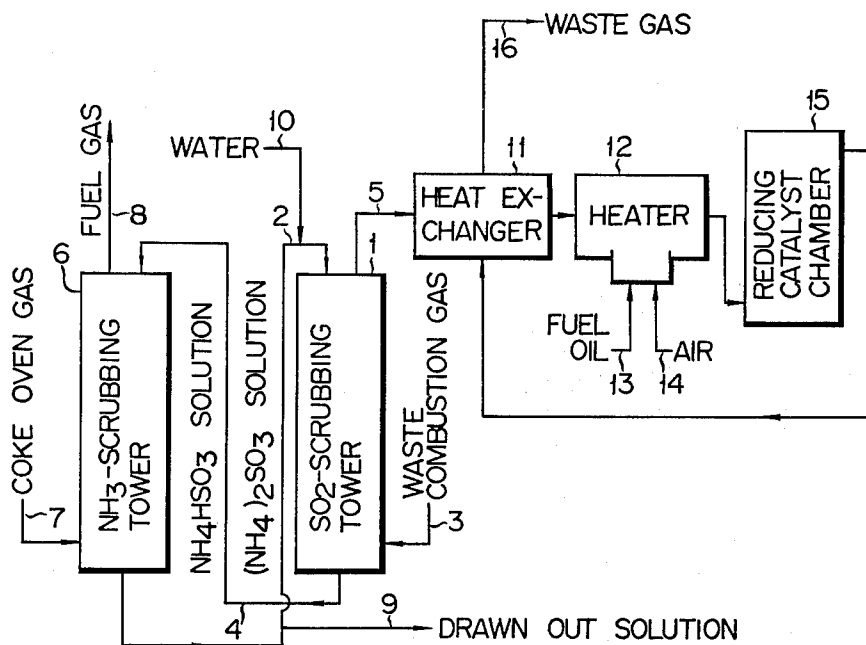 WASTE GAS
16
15
10
WATER
11
12
FUEL GAS
8
5
HEAT EX-
CHANGER
HEATER
REDUCING
CATALYST
CHAMBER
2
1
6
COKE OVEN GAS
NH3-SCRUBBING
TOWER
NH4HSO3 SOLUTION
(NH4)2SO3 SOLUTION
SO2-SCRUBBING
TOWER
WASTE
COMBUSTION GAS
FUEL
OIL
AIR
13
14
7
3
4
9
DRAWN OUT SOLUTION